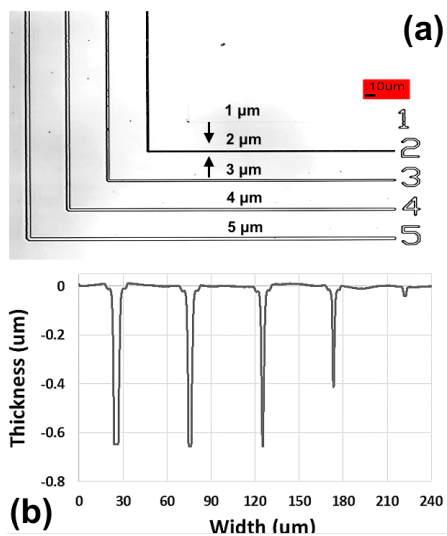 (a)
10um
1 µm
1
2 µm
2
3 µm
3
4 µm
4
5 µm
5
0
-0.2
-0.4
-0.6
-0.8
Thickness (um)
0 30 60 90 120 150 180 210 240
(b)
Width (um)